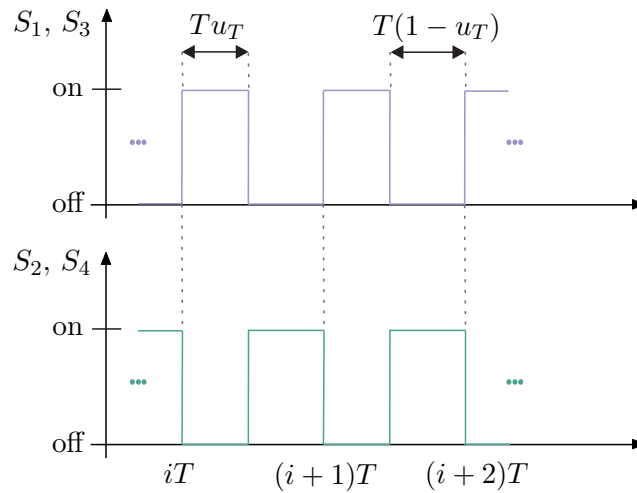 S₁, S₃
Tu_T
T(1 − u_T)
on
...
...
off
S₂, S₄
on
...
...
off
iT
(i + 1)T
(i + 2)T